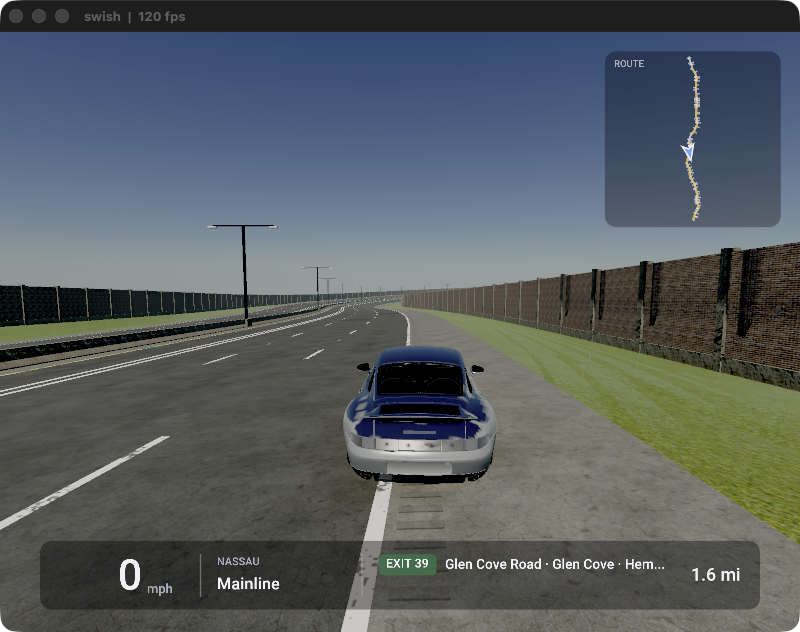 swish | 120 fps
ROUTE
0 mph
NASSAU
Mainline
EXIT 39 Glen Cove Road · Glen Cove · Hem...
1.6 mi